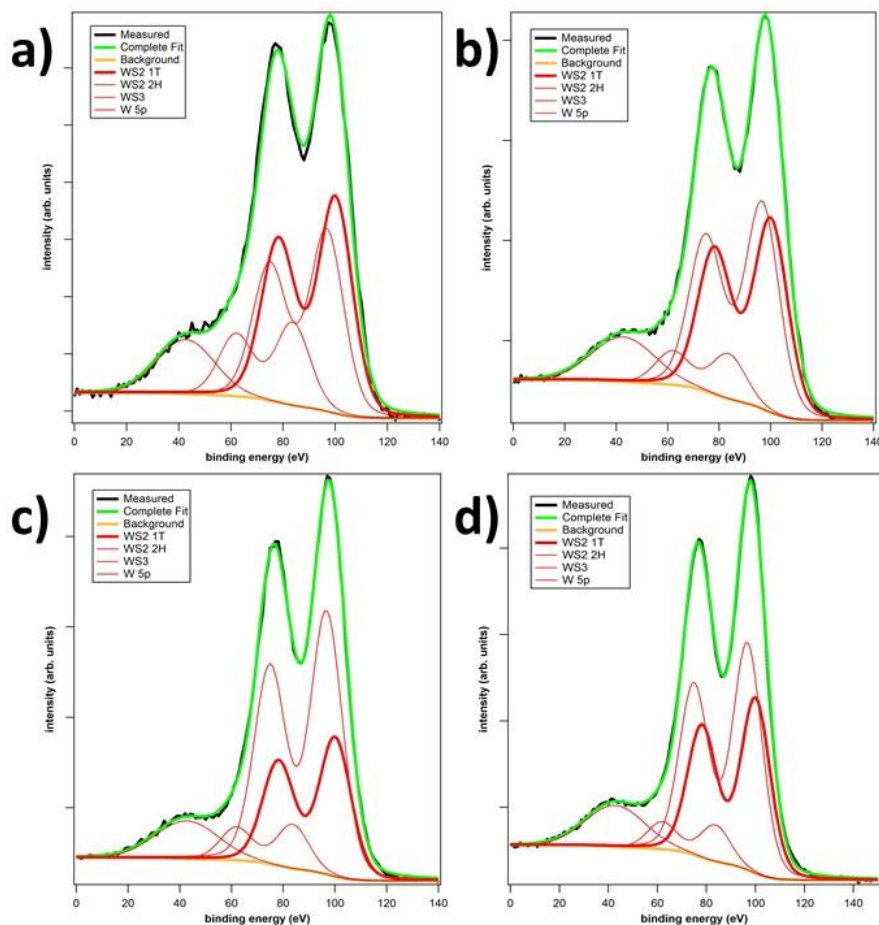 a)
Measured
Complete Fit
Background
WS2 1T
WS2 2H
WS3
W 5p
intensity (arb. units)
0 20 40 60 80 100 120 140
binding energy (eV)
b)
Measured
Complete Fit
Background
WS2 1T
WS2 2H
WS3
W 5p
intensity (arb. units)
0 20 40 60 80 100 120 140
binding energy (eV)
c)
Measured
Complete Fit
Background
WS2 1T
WS2 2H
WS3
W 5p
intensity (arb. units)
0 20 40 60 80 100 120 140
binding energy (eV)
d)
Measured
Complete Fit
Background
WS2 1T
WS2 2H
WS3
W 5p
intensity (arb. units)
0 20 40 60 80 100 120 140
binding energy (eV)